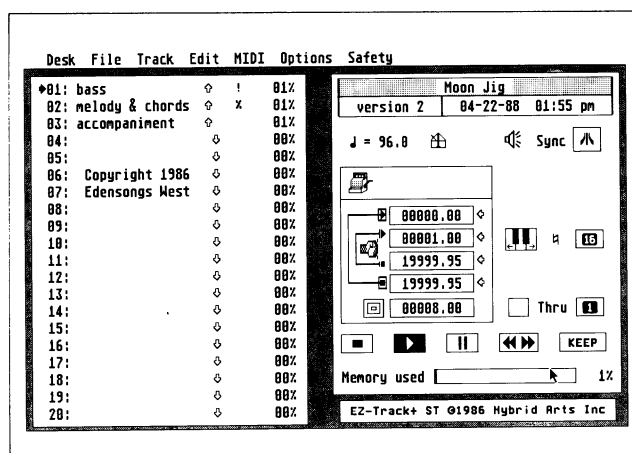 Desk File Track Edit MIDI Options Safety
01: bass ! 01%
02: melody & chords X 01%
03: accompaniment 01%
04: 00%
05: 00%
06: Copyright 1986 00%
07: Edensongs West 00%
08: 00%
09: 00%
10: 00%
11: 00%
12: 00%
13: 00%
14: 00%
15: 00%
16: 00%
17: 00%
18: 00%
19: 00%
20: 00%
Moon Jig
version 2 04-22-88 01:55 pm
♩ = 96.0 Sync
00000.00
00001.00
19999.95
19999.95
00008.00
♮ 16
Thru 1
KEEP
Memory used 1%
EZ-Track+ ST ©1986 Hybrid Arts Inc